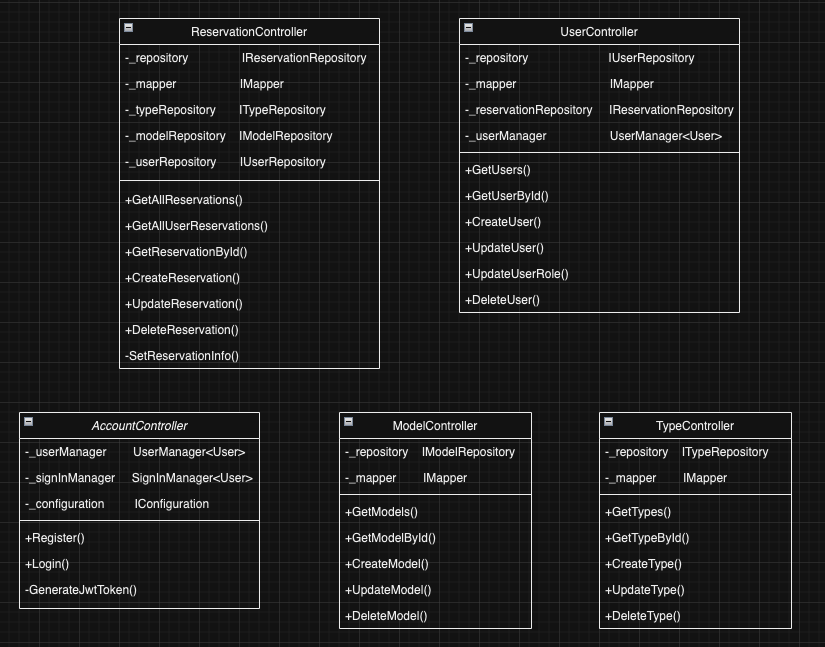 ReservationController
-_repository IReservationRepository
-_mapper IMapper
-_typeRepository ITypeRepository
-_modelRepository IModelRepository
-_userRepository IUserRepository
+GetAllReservations()
+GetAllUserReservations()
+GetReservationById()
+CreateReservation()
+UpdateReservation()
+DeleteReservation()
-SetReservationInfo()
UserController
-_repository IUserRepository
-_mapper IMapper
-_reservationRepository IReservationRepository
-_userManager UserManager<User>
+GetUsers()
+GetUserById()
+CreateUser()
+UpdateUser()
+UpdateUserRole()
+DeleteUser()
AccountController
-_userManager UserManager<User>
-_signInManager SignInManager<User>
-_configuration IConfiguration
+Register()
+Login()
-GenerateJwtToken()
ModelController
-_repository IModelRepository
-_mapper IMapper
+GetModels()
+GetModelById()
+CreateModel()
+UpdateModel()
+DeleteModel()
TypeController
-_repository ITypeRepository
-_mapper IMapper
+GetTypes()
+GetTypeById()
+CreateType()
+UpdateType()
+DeleteType()